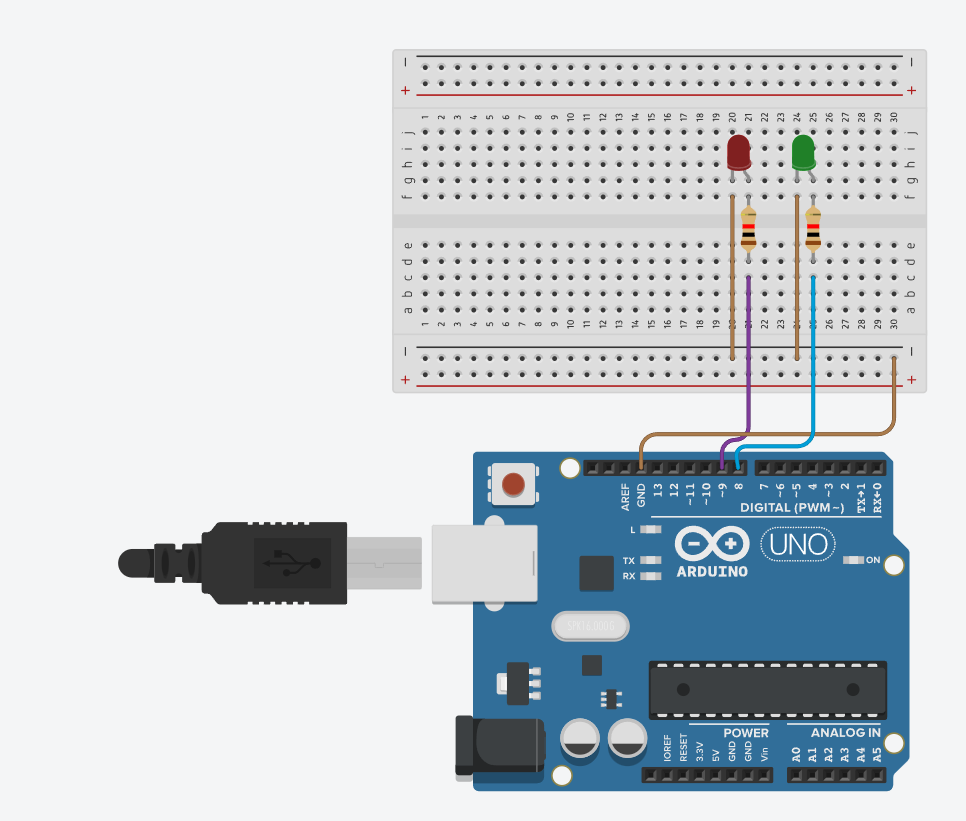 − −
+ +
1 2 3 4 5 6 7 8 9 10 11 12 13 14 15 16 17 18 19 20 21 22 23 24 25 26 27 28 29 30
j j
i i
h h
g g
f f
e e
d d
c c
b b
a a
1 2 3 4 5 6 7 8 9 10 11 12 13 14 15 16 17 18 19 20 21 22 23 24 25 26 27 28 29 30
− −
+ +
AREF GND 13 12 ~11 ~10 ~9 8 7 ~6 ~5 4 ~3 2 TX→1 RX←0
DIGITAL (PWM~)
L
TX
RX
UNO
ON
ARDUINO
SPK16.000G
POWER
ANALOG IN
IOREF RESET 3.3V 5V GND GND Vin A0 A1 A2 A3 A4 A5